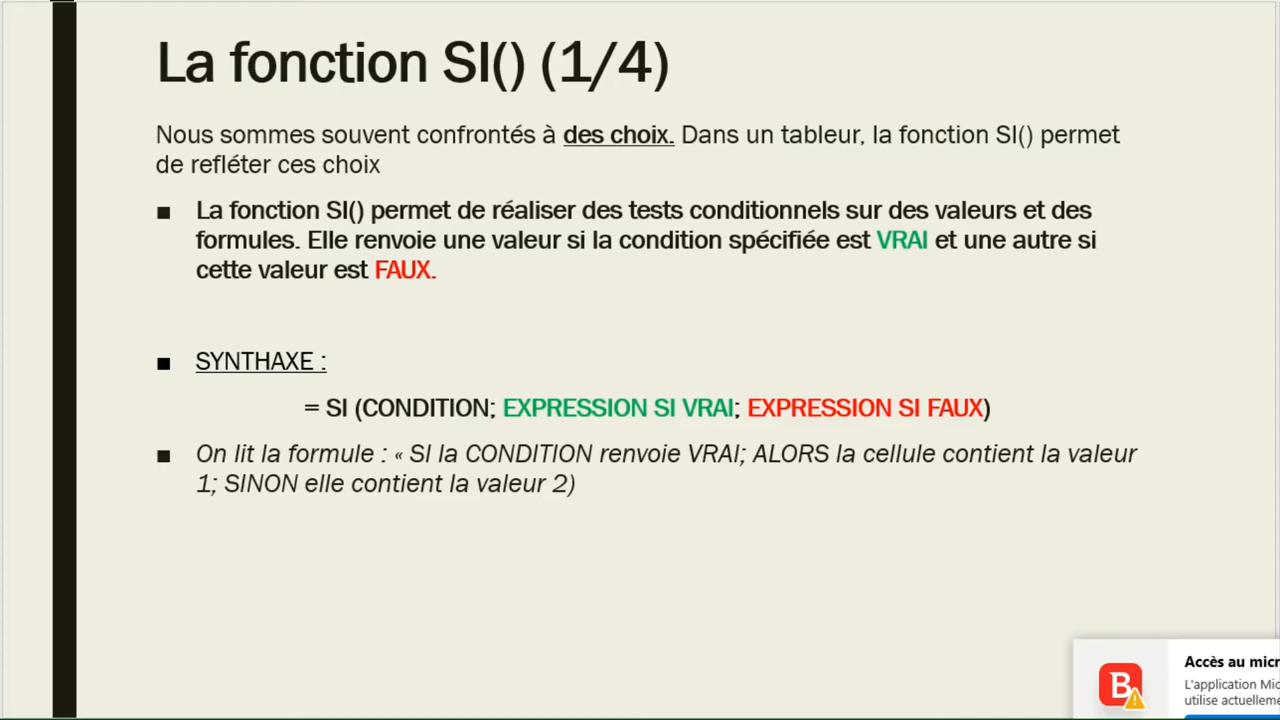 La fonction SI() (1/4)
Nous sommes souvent confrontés à des choix. Dans un tableur, la fonction SI() permet
de refléter ces choix
■ La fonction SI() permet de réaliser des tests conditionnels sur des valeurs et des
formules. Elle renvoie une valeur si la condition spécifiée est VRAI et une autre si
cette valeur est FAUX.
■ SYNTHAXE :
= SI (CONDITION; EXPRESSION SI VRAI; EXPRESSION SI FAUX)
■ On lit la formule : « SI la CONDITION renvoie VRAI; ALORS la cellule contient la valeur
1; SINON elle contient la valeur 2)
B
Accès au micr
L'application Mic
utilise actuelleme